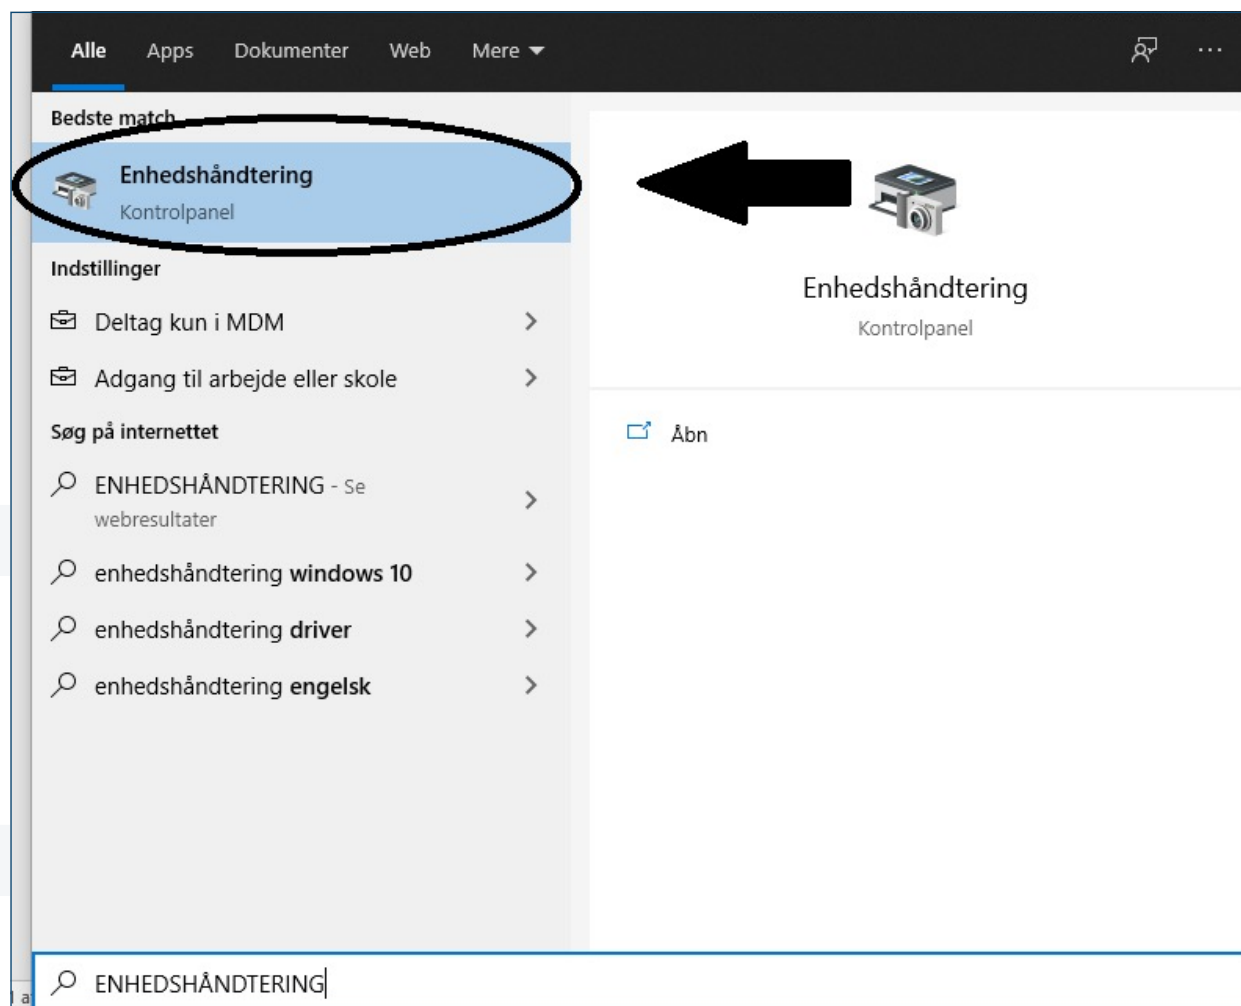 Alle Apps Dokumenter Web Mere
Bedste match
Enhedshåndtering
Kontrolpanel
Indstillinger
Deltag kun i MDM
Adgang til arbejde eller skole
Søg på internettet
ENHEDSHÅNDTERING - Se
webresultater
enhedshåndtering windows 10
enhedshåndtering driver
enhedshåndtering engelsk
Enhedshåndtering
Kontrolpanel
Åbn
ENHEDSHÅNDTERING